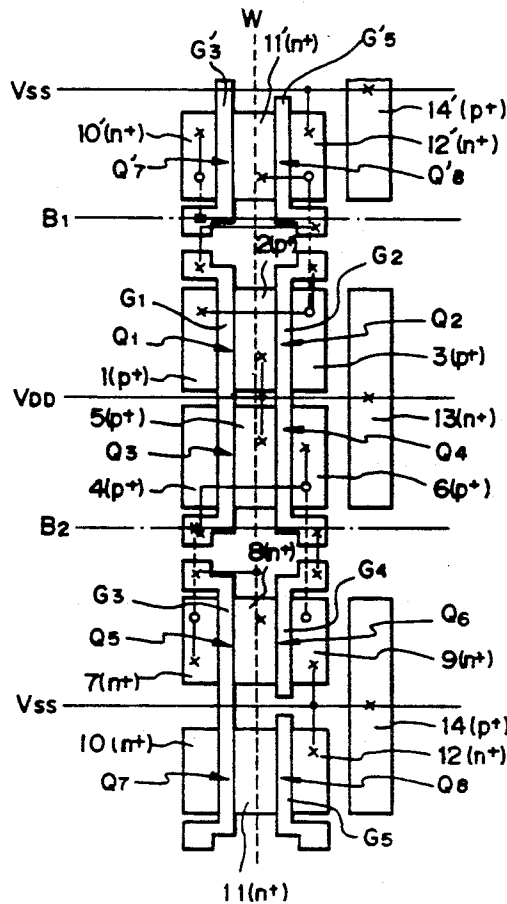 W
G'3
11'(n+)
G'5
Vss
10'(n+)
14'(p+)
12'(n+)
Q'7
Q'8
B1
2(p+)
G1
G2
Q1
Q2
1(p+)
3(p+)
VDD
5(p+)
13(n+)
Q3
Q4
4(p+)
6(p+)
B2
8(n+)
G3
G4
Q5
Q6
7(n+)
9(n+)
Vss
10(n+)
14(p+)
12(n+)
Q7
Q8
G5
11(n+)